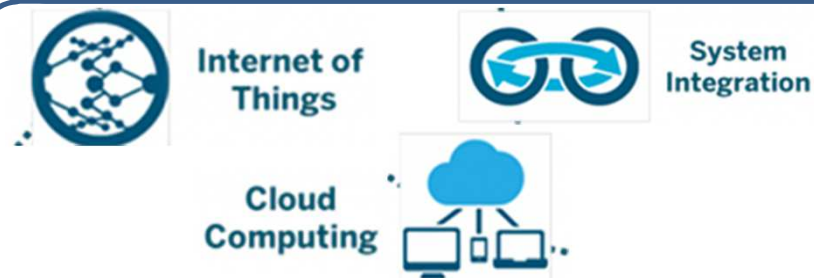 Internet of
Things
System
Integration
Cloud
Computing